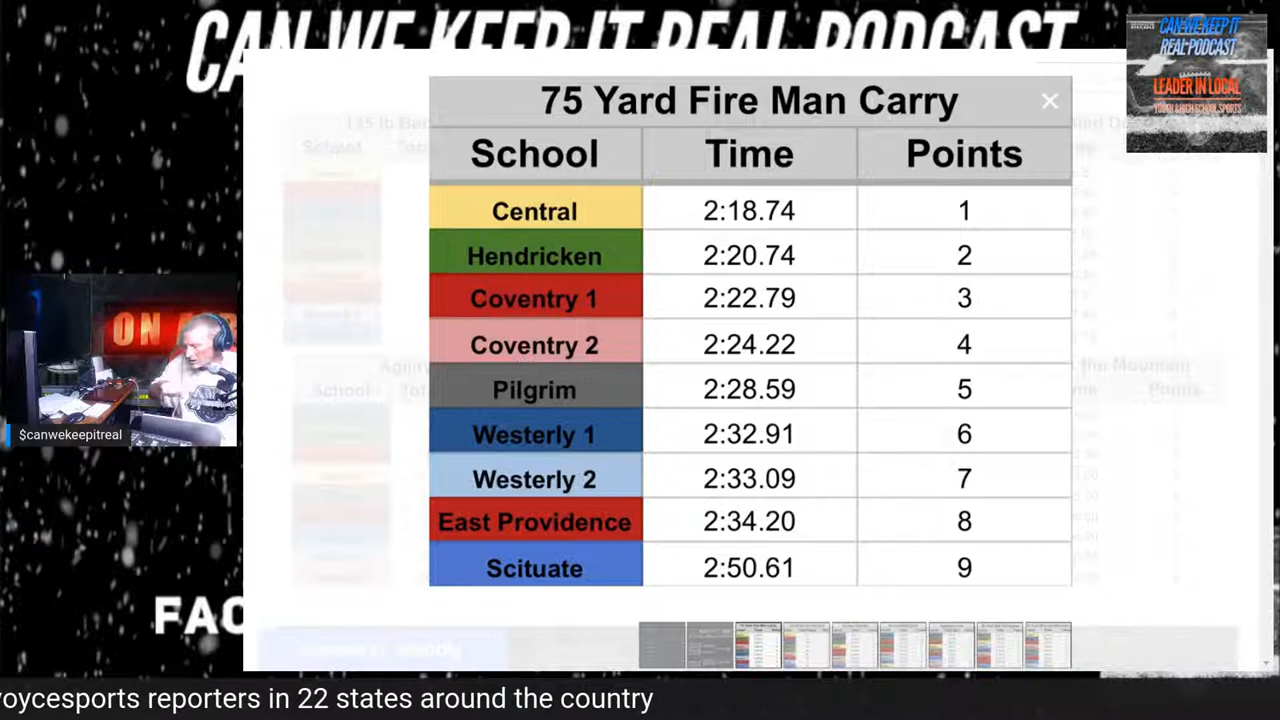 CAN WE KEEP IT REAL PODCAST
CAN WE KEEP IT
REAL PODCAST
LEADER IN LOCAL
YOUTH & HIGH SCHOOL SPORTS
75 Yard Fire Man Carry
School Time Points
Central 2:18.74 1
Hendricken 2:20.74 2
Coventry 1 2:22.79 3
Coventry 2 2:24.22 4
Pilgrim 2:28.59 5
Westerly 1 2:32.91 6
Westerly 2 2:33.09 7
East Providence 2:34.20 8
Scituate 2:50.61 9
ON A
$canwekeepitreal
FAC
oycesports reporters in 22 states around the country